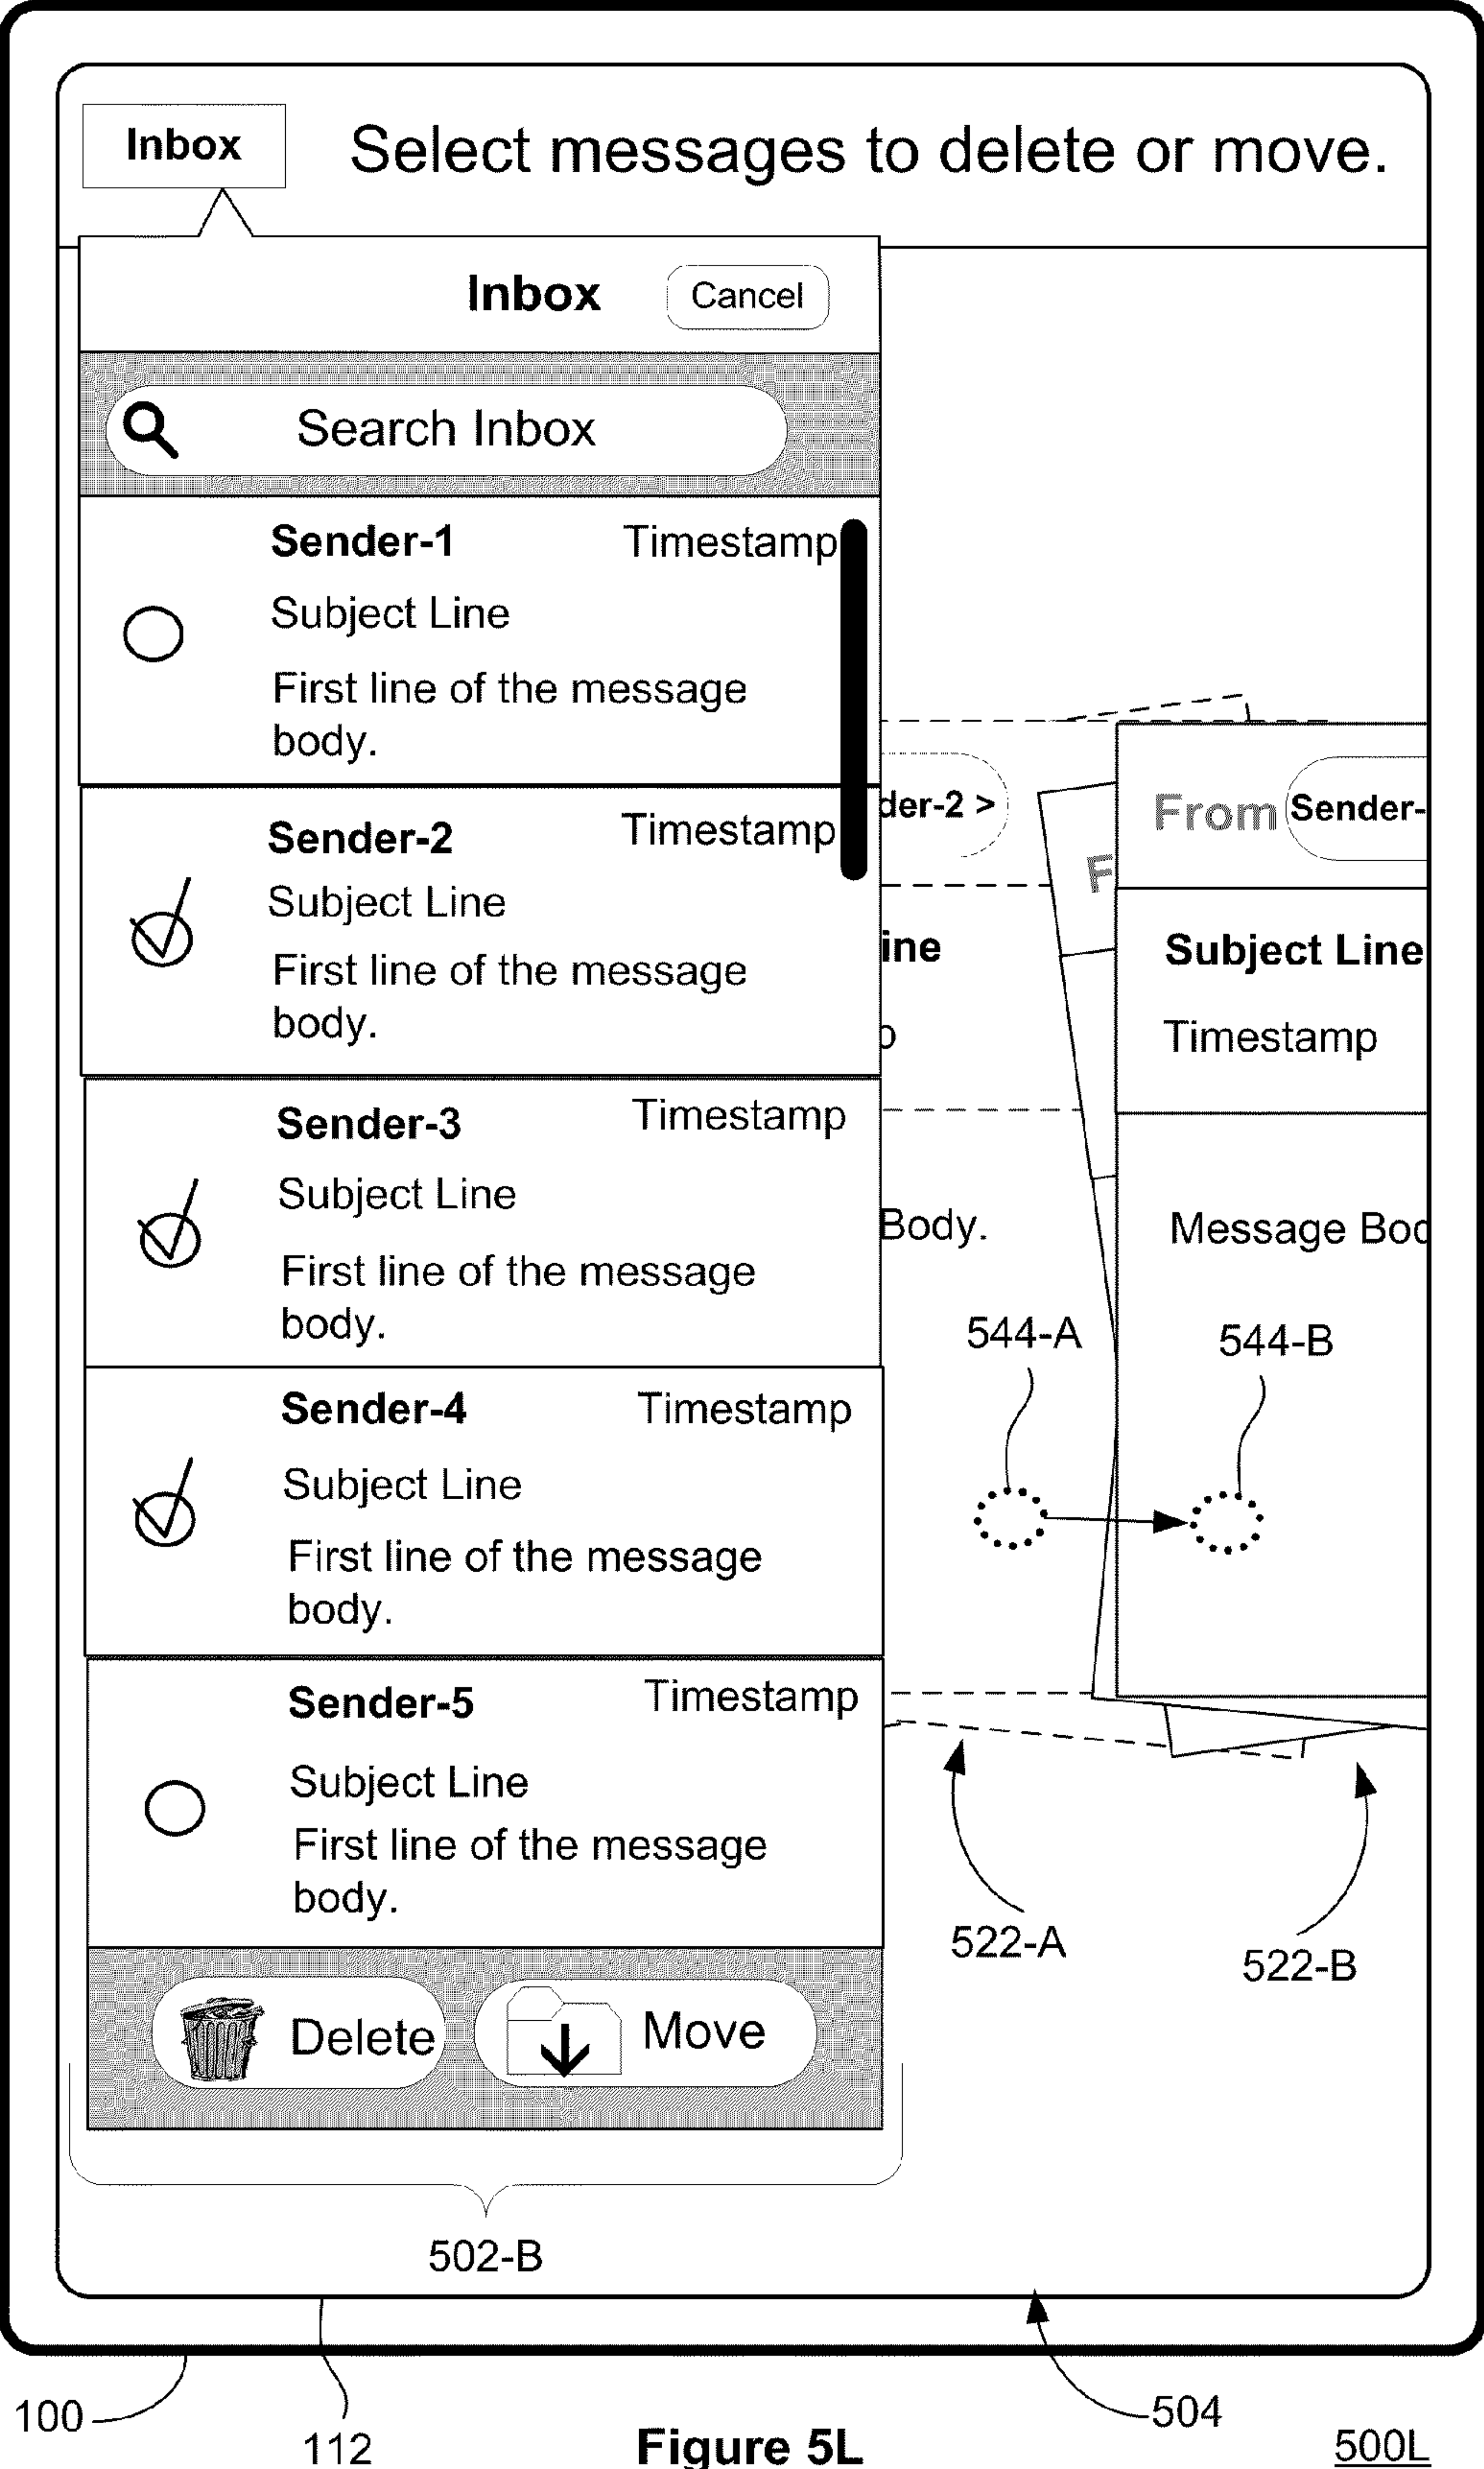 Inbox
Select messages to delete or move.
Inbox
Cancel
Search Inbox
Sender-1
Timestamp
Subject Line
First line of the message
body.
Sender-2
Timestamp
Subject Line
First line of the message
body.
Sender-3
Timestamp
Subject Line
First line of the message
body.
Sender-4
Timestamp
Subject Line
First line of the message
body.
Sender-5
Timestamp
Subject Line
First line of the message
body.
Delete
Move
der-2 >
ine
p
Body.
F
From
Sender-
Subject Line
Timestamp
Message Bod
544-A
544-B
522-A
522-B
502-B
100
112
504
Figure 5L
500L